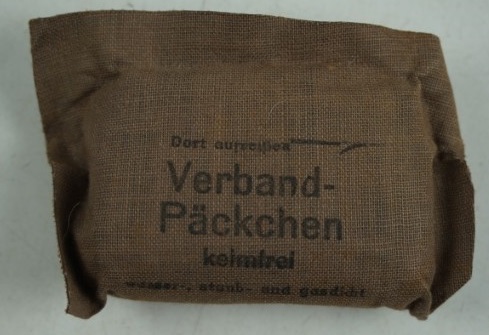 Dort aufreißen
Verband-
Päckchen
keimfrei
wasser-, staub- und gasdicht